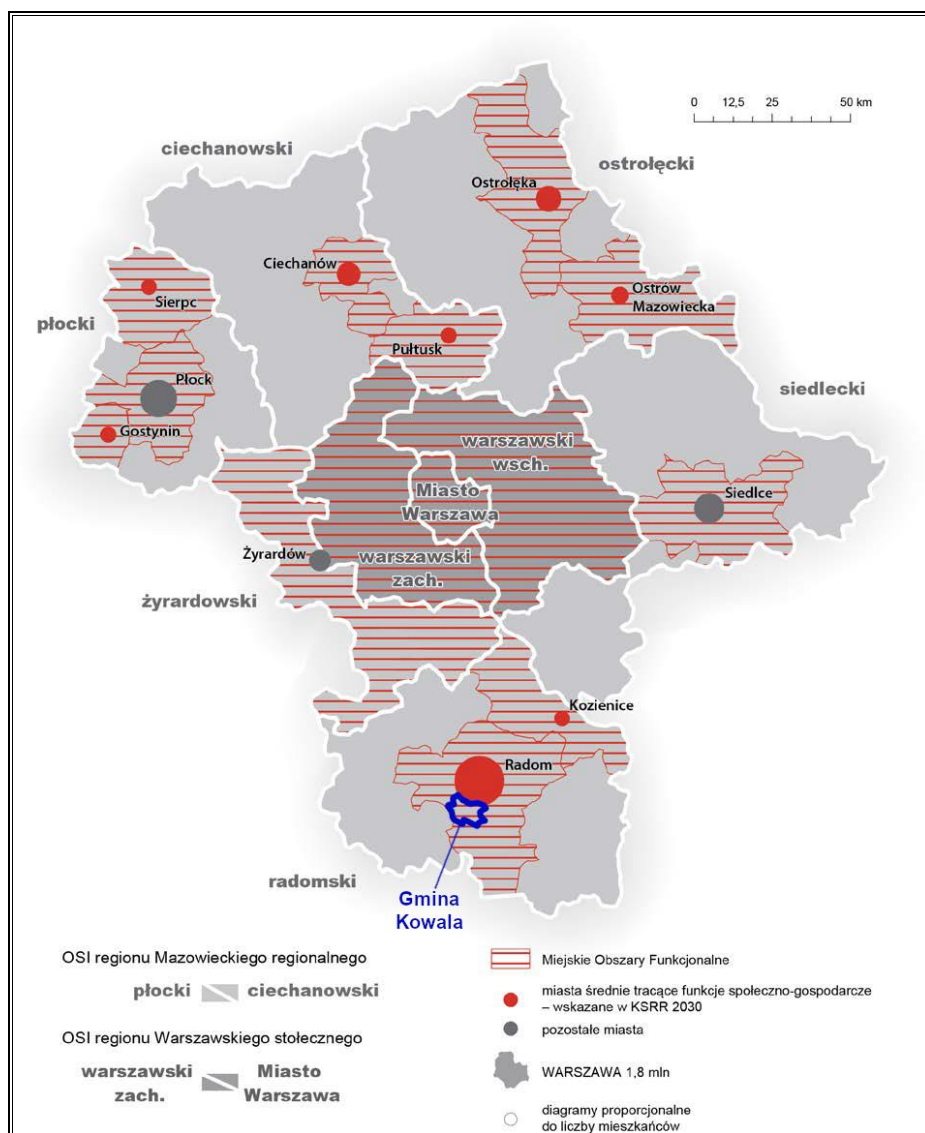 0 12,5 25 50 km
ciechanowski
ostrołęcki
Ostrołęka
Ciechanów
Sierpc
Ostrów
Mazowiecka
płocki
Pułtusk
Płock
siedlecki
Gostynin
warszawski
wsch.
Miasto
Warszawa
Siedlce
Żyrardów
warszawski
zach.
żyrardowski
Kozienice
Radom
radomski
Gmina
Kowala
OSI regionu Mazowieckiego regionalnego
płocki ciechanowski
OSI regionu Warszawskiego stołecznego
warszawski
zach.
Miasto
Warszawa
Miejskie Obszary Funkcjonalne
miasta średnie tracące funkcje społeczno-gospodarcze
– wskazane w KSRR 2030
pozostałe miasta
WARSZAWA 1,8 mln
diagramy proporcjonalne
do liczby mieszkańców